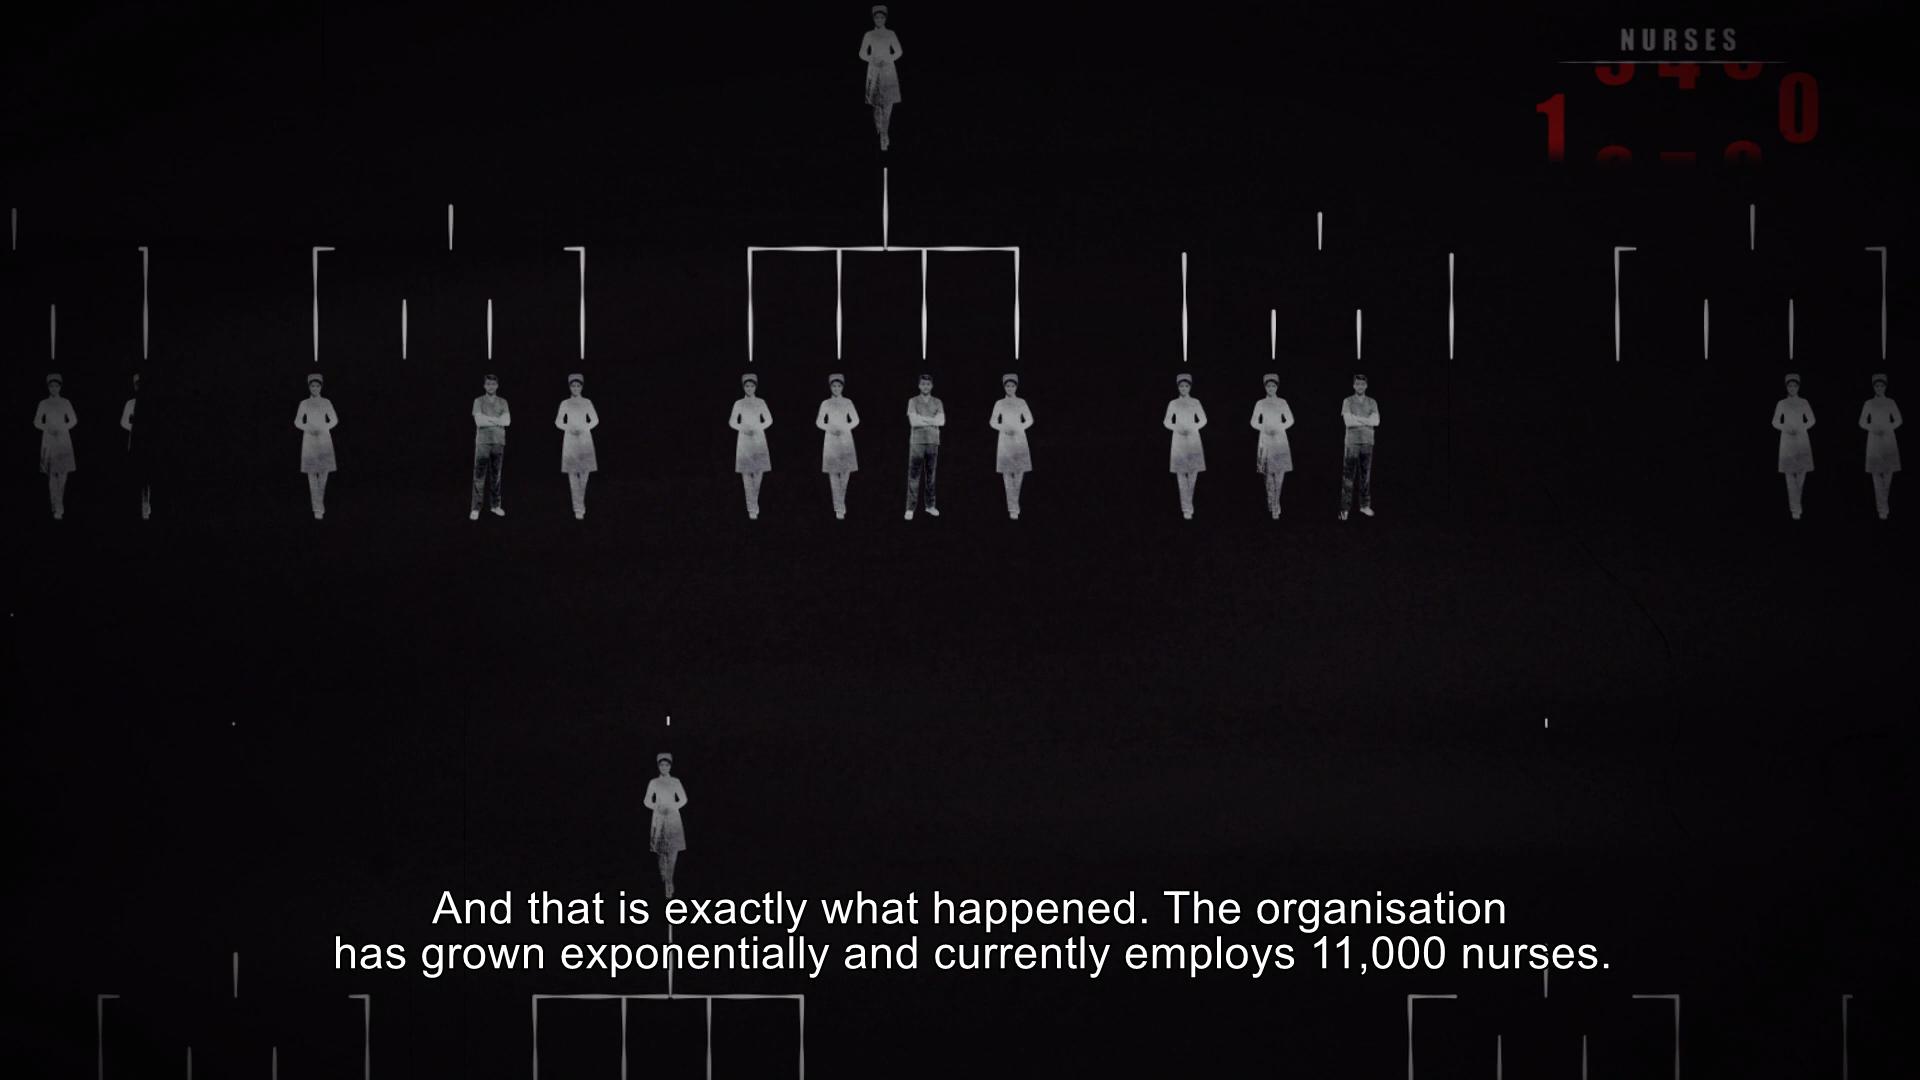 NURSES
And that is exactly what happened. The organisation
has grown exponentially and currently employs 11,000 nurses.